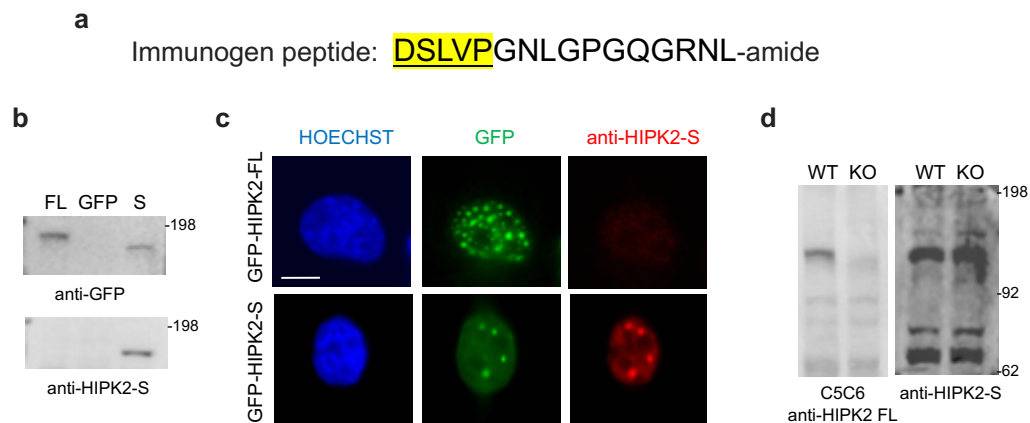 a
Immunogen peptide: DSLVPGNLGPGQGRNL-amide
b
FL GFP S
-198
anti-GFP
-198
anti-HIPK2-S
c
HOECHST GFP anti-HIPK2-S
GFP-HIPK2-FL
GFP-HIPK2-S
d
WT KO WT KO
-198
-92
-62
C5C6
anti-HIPK2 FL
anti-HIPK2-S